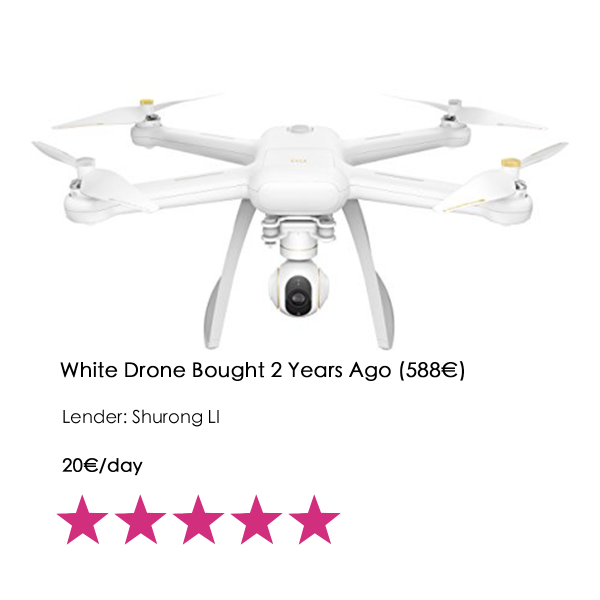 White Drone Bought 2 Years Ago (588€)
Lender: Shurong LI
20€/day